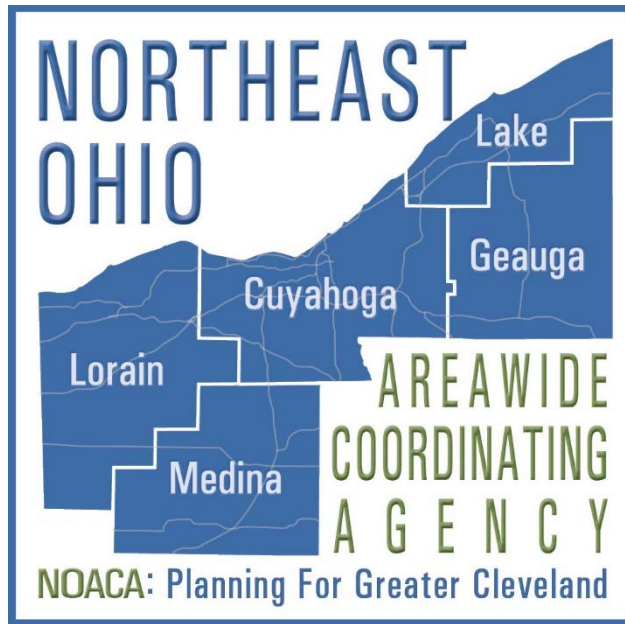 NORTHEAST
OHIO
Lake
Geauga
Cuyahoga
Lorain
Medina
AREAWIDE
COORDINATING
AGENCY
NOACA: Planning For Greater Cleveland